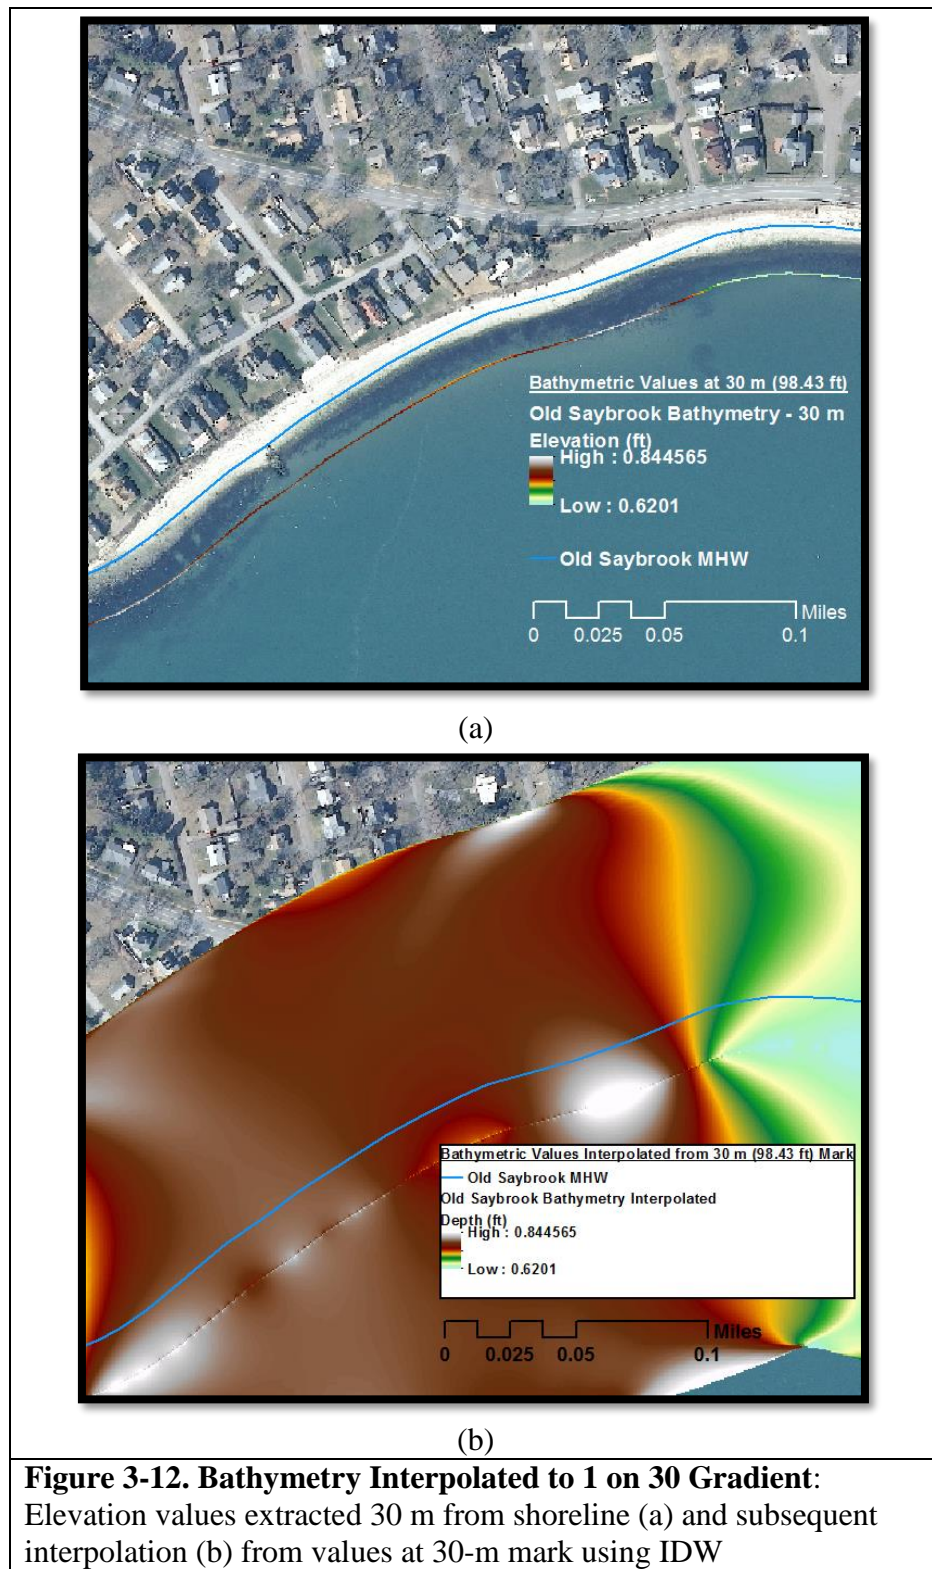 Bathymetric Values at 30 m (98.43 ft)
Old Saybrook Bathymetry - 30 m
Elevation (ft)
High : 0.844565
Low : 0.6201
Old Saybrook MHW
Miles
0 0.025 0.05 0.1
(a)
Bathymetric Values Interpolated from 30 m (98.43 ft) Mark
Old Saybrook MHW
Old Saybrook Bathymetry Interpolated
Depth (ft)
High : 0.844565
Low : 0.6201
Miles
0 0.025 0.05 0.1
(b)
Figure 3-12. Bathymetry Interpolated to 1 on 30 Gradient:
Elevation values extracted 30 m from shoreline (a) and subsequent
interpolation (b) from values at 30-m mark using IDW